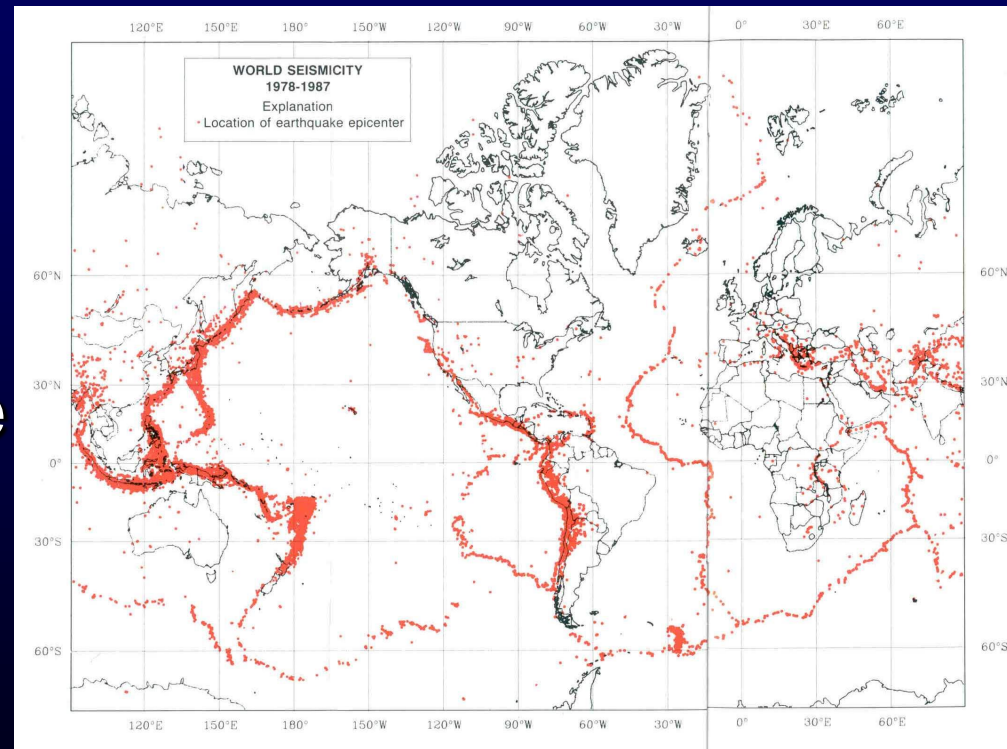 120°E 150°E 180° 150°W 120°W 90°W 60°W 30°W 0° 30°E 60°E
WORLD SEISMICITY
1978-1987
Explanation
Location of earthquake epicenter
60°N 60°N
30°N 30°N
e
0° 0°
30°S 30°S
60°S 60°S
120°E 150°E 180° 150°W 120°W 90°W 60°W 30°W 0° 30°E 60°E